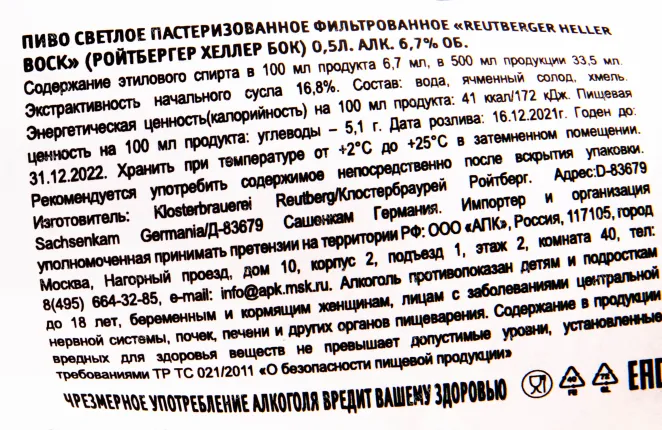 ПИВО СВЕТЛОЕ ПАСТЕРИЗОВАННОЕ ФИЛЬТРОВАННОЕ «REUTBERGER HELLER
BOCK» (РОЙТБЕРГЕР ХЕЛЛЕР БОК) 0,5Л. АЛК. 6,7% ОБ.
Содержание этилового спирта в 100 мл продукта 6,7 мл, в 500 мл продукции 33,5 мл.
Экстрактивность начального сусла 16,8%. Состав: вода, ячменный солод, хмель.
Энергетическая ценность(калорийность) на 100 мл продукта: 41 ккал/172 кДж. Пищевая
ценность на 100 мл продукта: углеводы – 5,1 г. Дата розлива: 16.12.2021г. Годен до:
31.12.2022. Хранить при температуре от +2°С до +25°С в затемненном помещении.
Рекомендуется употребить содержимое непосредственно после вскрытия упаковки.
Изготовитель: Klosterbrauerei Reutberg/Клостербраурей Ройтберг. Адрес:D-83679
Sachsenkam Germania/Д-83679 Сашенкам Германия. Импортер и организация
уполномоченная принимать претензии на территории РФ: ООО «АПК», Россия, 117105, город
Москва, Нагорный проезд, дом 10, корпус 2, подъезд 1, этаж 2, комната 40, тел:
8(495) 664-32-85, e-mail: info@apk.msk.ru. Алкоголь противопоказан детям и подросткам
до 18 лет, беременным и кормящим женщинам, лицам с заболеваниями центральной
нервной системы, почек, печени и других органов пищеварения. Содержание в продукции
вредных для здоровья веществ не превышает допустимые уровни, установленные
требованиями ТР ТС 021/2011 «О безопасности пищевой продукции»
ЧРЕЗМЕРНОЕ УПОТРЕБЛЕНИЕ АЛКОГОЛЯ ВРЕДИТ ВАШЕМУ ЗДОРОВЬЮ